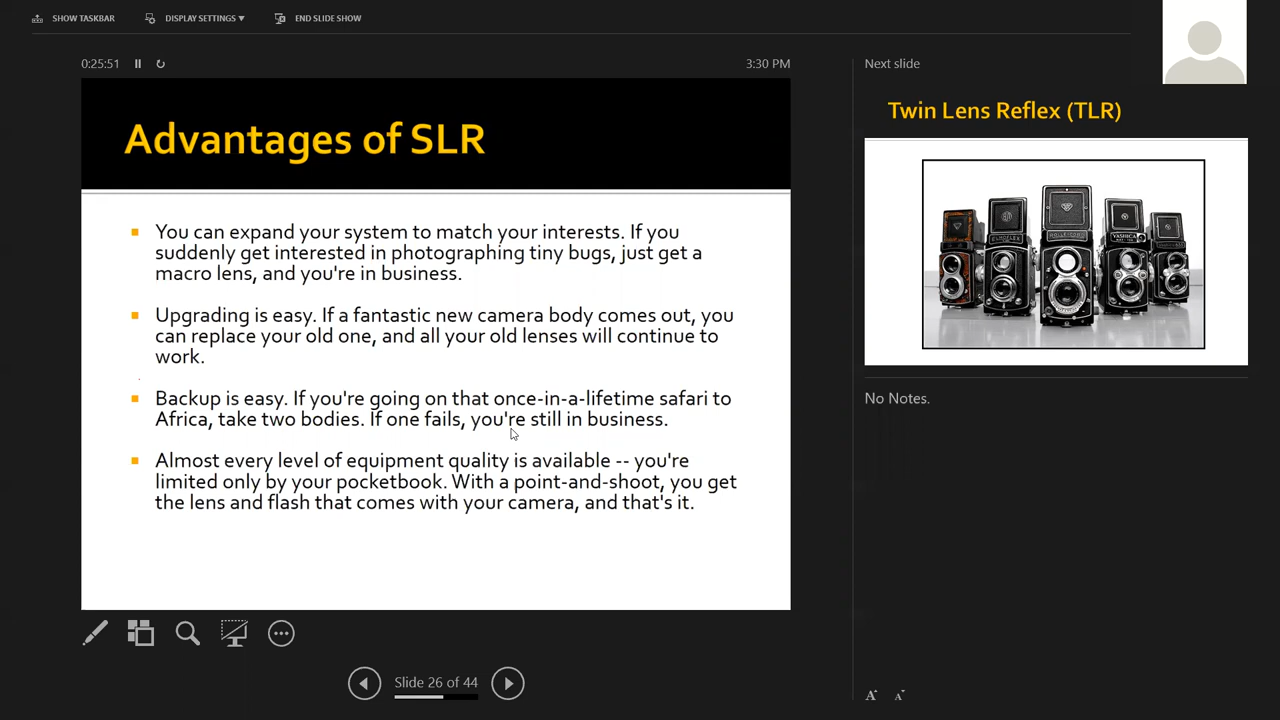 SHOW TASKBAR
DISPLAY SETTINGS ▼
END SLIDE SHOW
0:25:51
3:30 PM
Advantages of SLR
You can expand your system to match your interests. If you
suddenly get interested in photographing tiny bugs, just get a
macro lens, and you're in business.
Upgrading is easy. If a fantastic new camera body comes out, you
can replace your old one, and all your old lenses will continue to
work.
Backup is easy. If you're going on that once-in-a-lifetime safari to
Africa, take two bodies. If one fails, you're still in business.
Almost every level of equipment quality is available -- you're
limited only by your pocketbook. With a point-and-shoot, you get
the lens and flash that comes with your camera, and that's it.
Slide 26 of 44
Next slide
Twin Lens Reflex (TLR)
YASHICA
No Notes.
A A